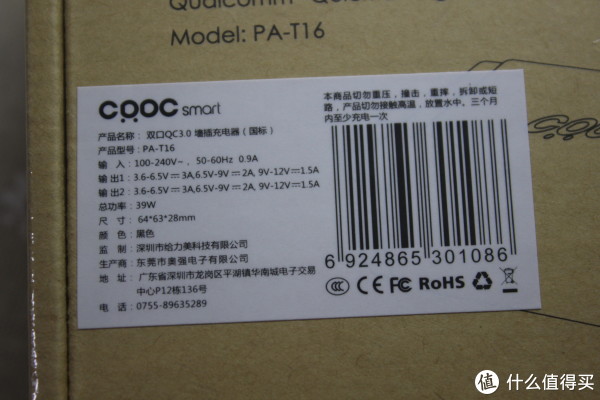 Model: PA-T16
CQOC smart
产品名称： 双口QC3.0 墙插充电器（国标）
产品型号： PA-T16
输 入：100-240V~， 50-60Hz 0.9A
输出1：3.6-6.5V⎓3A,6.5V-9V⎓2A, 9V-12V⎓1.5A
输出2：3.6-6.5V⎓3A,6.5V-9V⎓2A, 9V-12V⎓1.5A
总功率：39W
尺 寸：64*63*28mm
颜 色：黑色
监 制：深圳市给力美科技有限公司
生产商：东莞市奥强电子有限公司
地 址：广东省深圳市龙岗区平湖镇华南城电子交易
中心P12栋136号
电 话：0755-89635289
本商品切勿重压，撞击，重摔，拆卸或短
路，产品切勿接触高温，放置水中。三个月
内至少充电一次
6 924865 301086
CCC CE FC RoHS
值 什么值得买